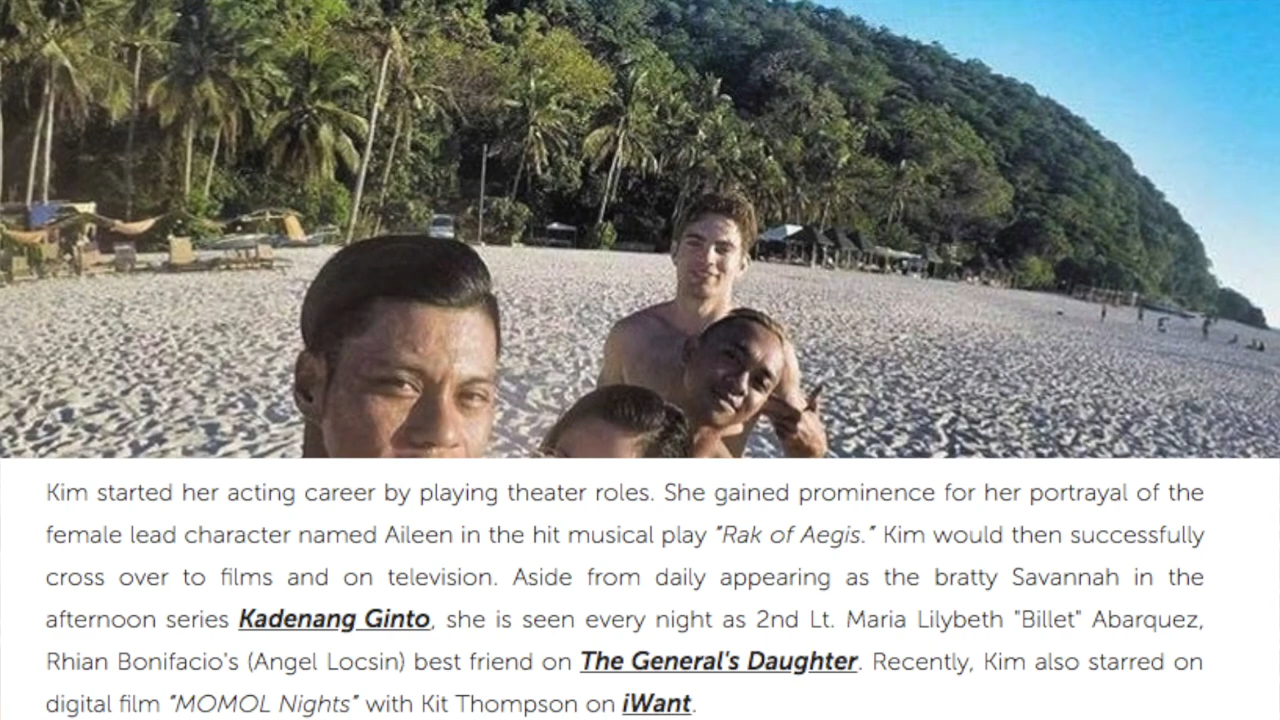 Kim started her acting career by playing theater roles. She gained prominence for her portrayal of the
female lead character named Aileen in the hit musical play “Rak of Aegis.” Kim would then successfully
cross over to films and on television. Aside from daily appearing as the bratty Savannah in the
afternoon series Kadenang Ginto, she is seen every night as 2nd Lt. Maria Lilybeth "Billet" Abarquez,
Rhian Bonifacio's (Angel Locsin) best friend on The General's Daughter. Recently, Kim also starred on
digital film “MOMOL Nights” with Kit Thompson on iWant.